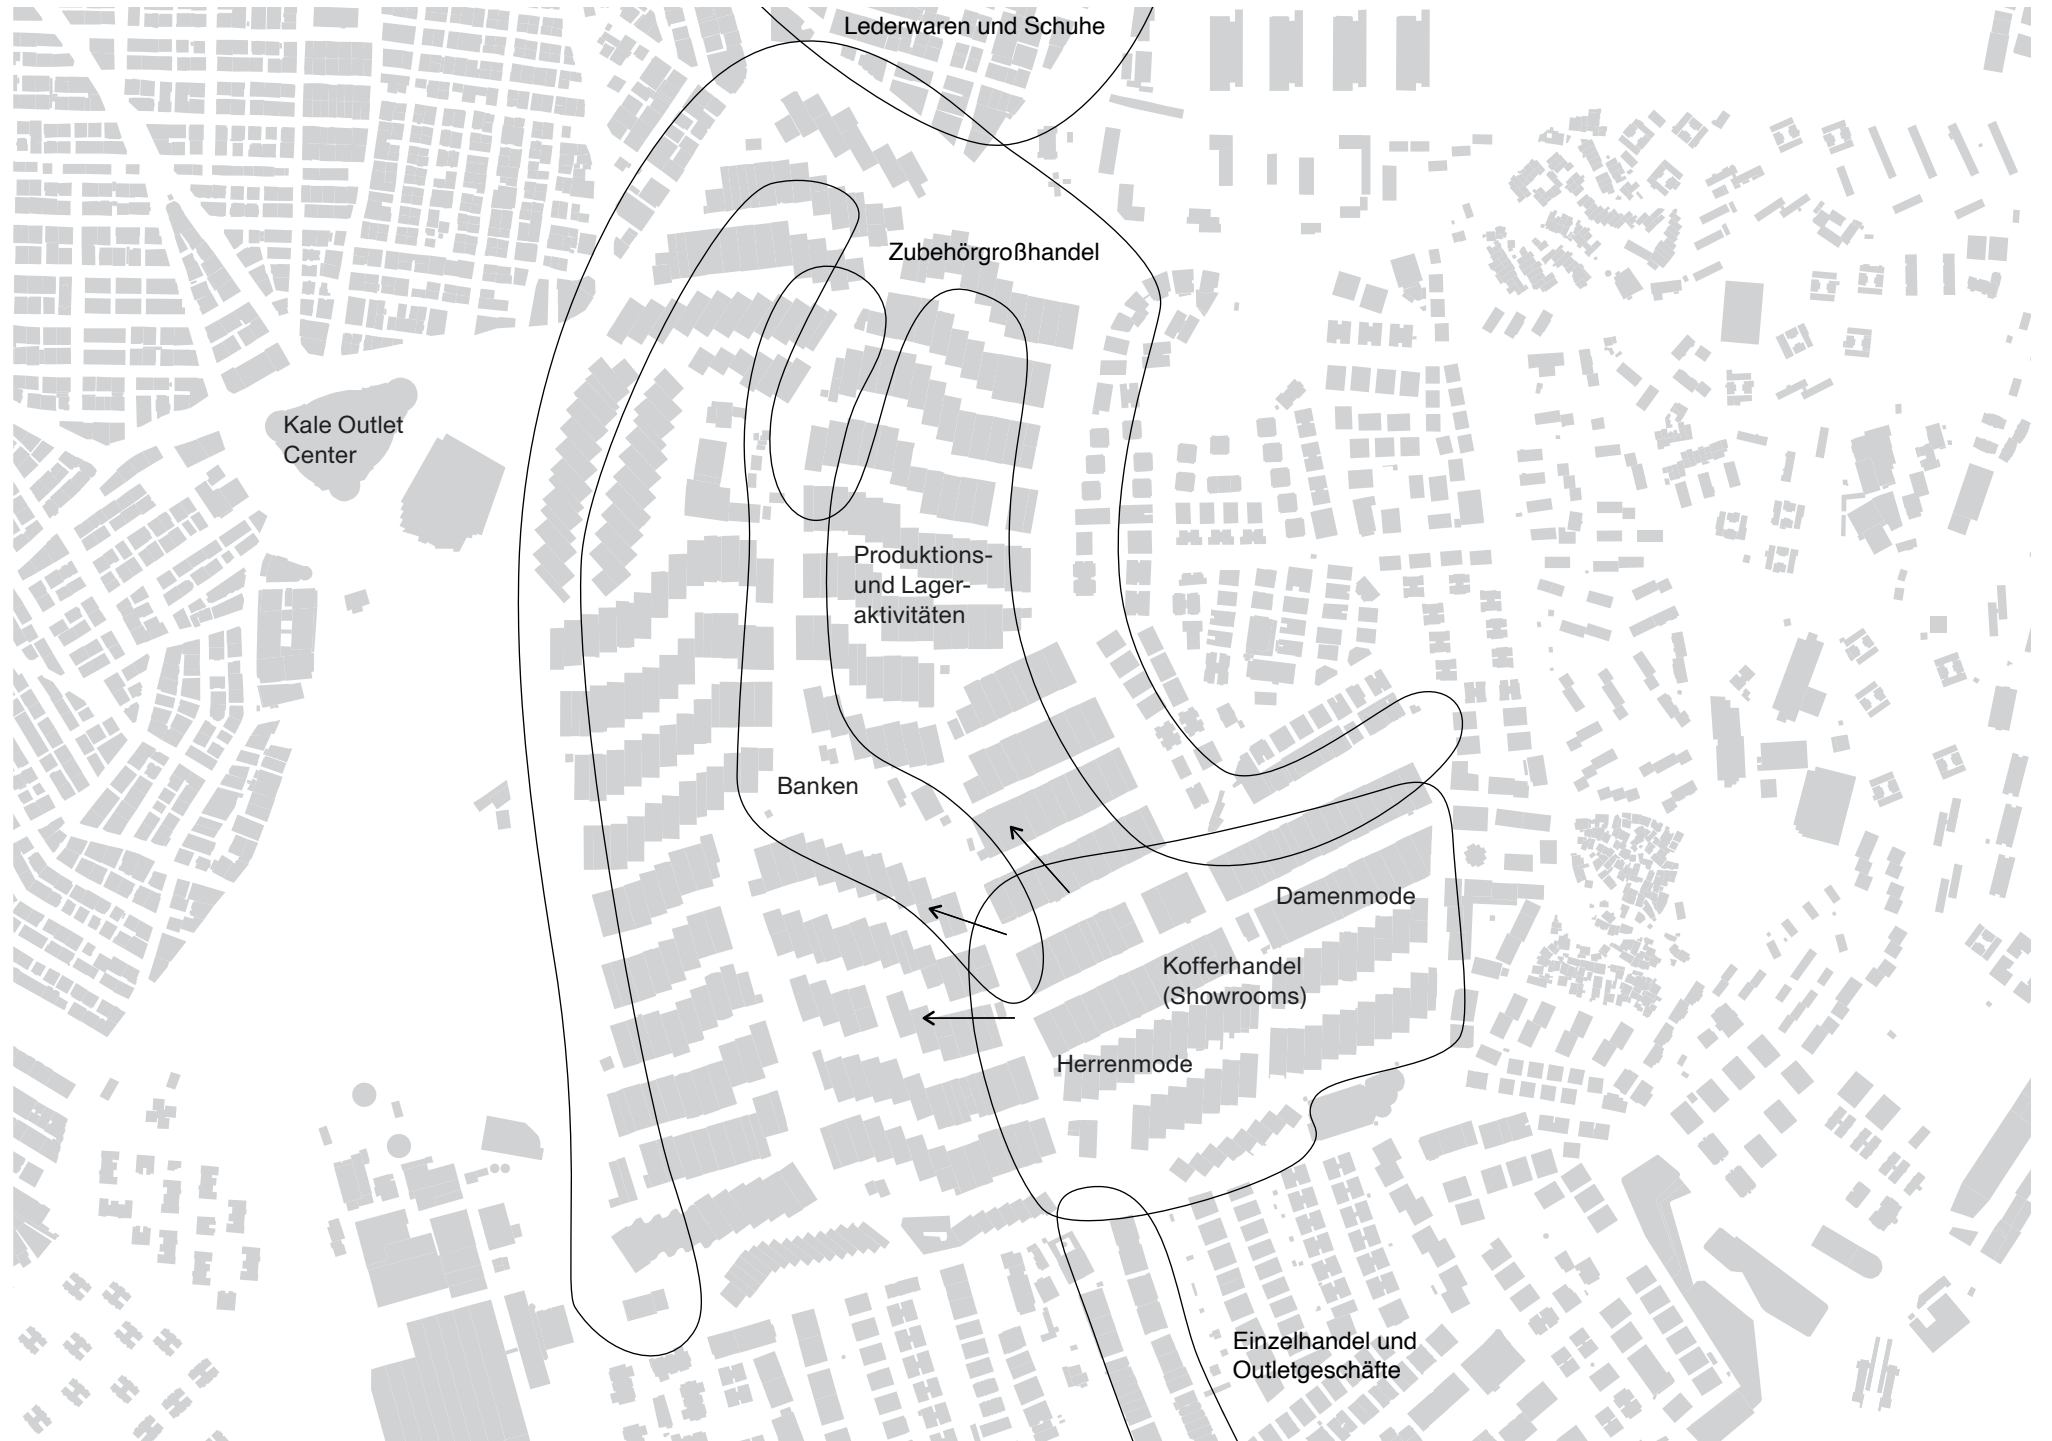 Lederwaren und Schuhe
Zubehörgroßhandel
Kale Outlet
Center
Produktions-
und Lager-
aktivitäten
Banken
Damenmode
Kofferhandel
(Showrooms)
Herrenmode
Einzelhandel und
Outletgeschäfte